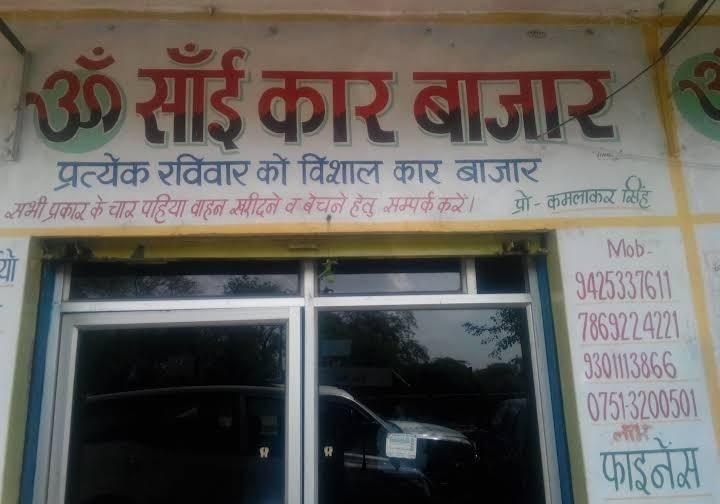 ॐ साँई कार बाजार
प्रत्येक रविवार को विशाल कार बाजार
सभी प्रकार के चार पहिया वाहन खरीदने व बेचने हेतु सम्पर्क करें।
प्रो - कमलाकर सिंह
Mob-
9425337611
7869224221
9301113866
0751-3200501
फाइनेंस